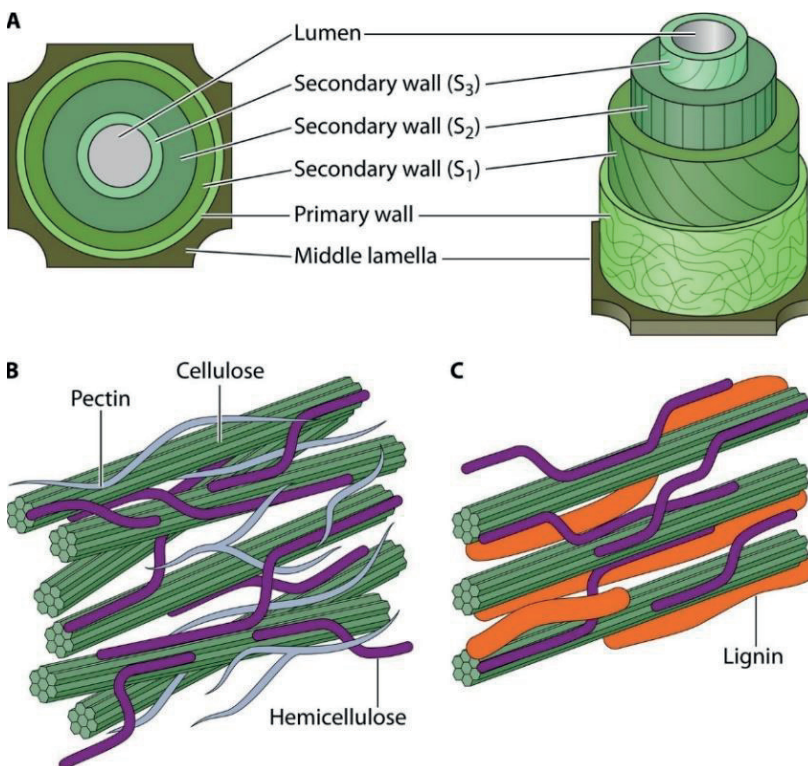 A
Lumen
Secondary wall (S₃)
Secondary wall (S₂)
Secondary wall (S₁)
Primary wall
Middle lamella
B
Cellulose
Pectin
Hemicellulose
C
Lignin